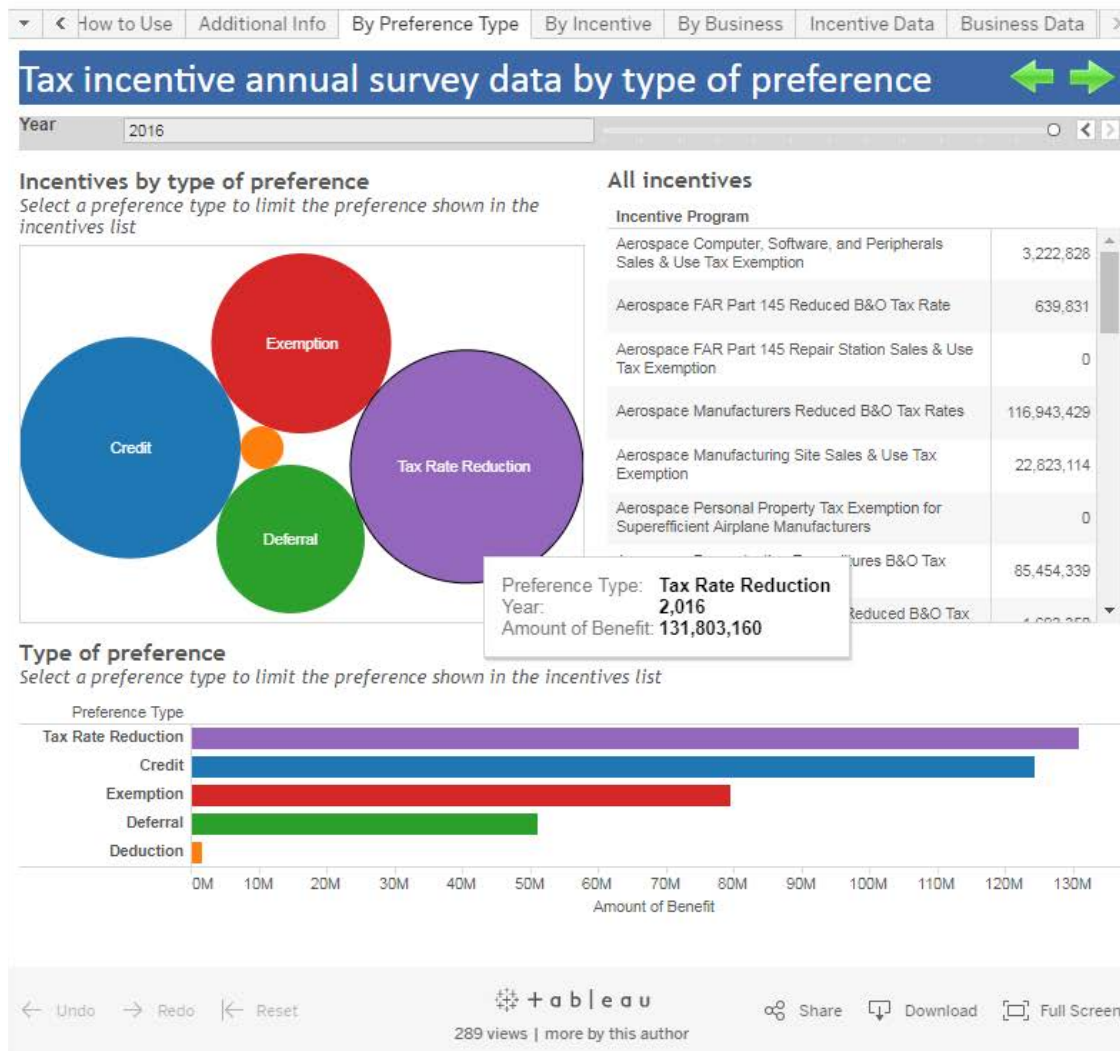 How to Use
Additional Info
By Preference Type
By Incentive
By Business
Incentive Data
Business Data
Tax incentive annual survey data by type of preference
Year
2016
Incentives by type of preference
Select a preference type to limit the preference shown in the
incentives list
Exemption
Credit
Tax Rate Reduction
Deferral
All incentives
Incentive Program
Aerospace Computer, Software, and Peripherals
Sales & Use Tax Exemption
3,222,828
Aerospace FAR Part 145 Reduced B&O Tax Rate
639,831
Aerospace FAR Part 145 Repair Station Sales & Use
Tax Exemption
0
Aerospace Manufacturers Reduced B&O Tax Rates
116,943,429
Aerospace Manufacturing Site Sales & Use Tax
Exemption
22,823,114
Aerospace Personal Property Tax Exemption for
Superefficient Airplane Manufacturers
0
B&O Tax
85,454,339
Reduced B&O Tax
Preference Type: Tax Rate Reduction
Year: 2,016
Amount of Benefit: 131,803,160
Type of preference
Select a preference type to limit the preference shown in the incentives list
Preference Type
Tax Rate Reduction
Credit
Exemption
Deferral
Deduction
0M 10M 20M 30M 40M 50M 60M 70M 80M 90M 100M 110M 120M 130M
Amount of Benefit
Undo
Redo
Reset
+ableau
289 views | more by this author
Share
Download
Full Screen